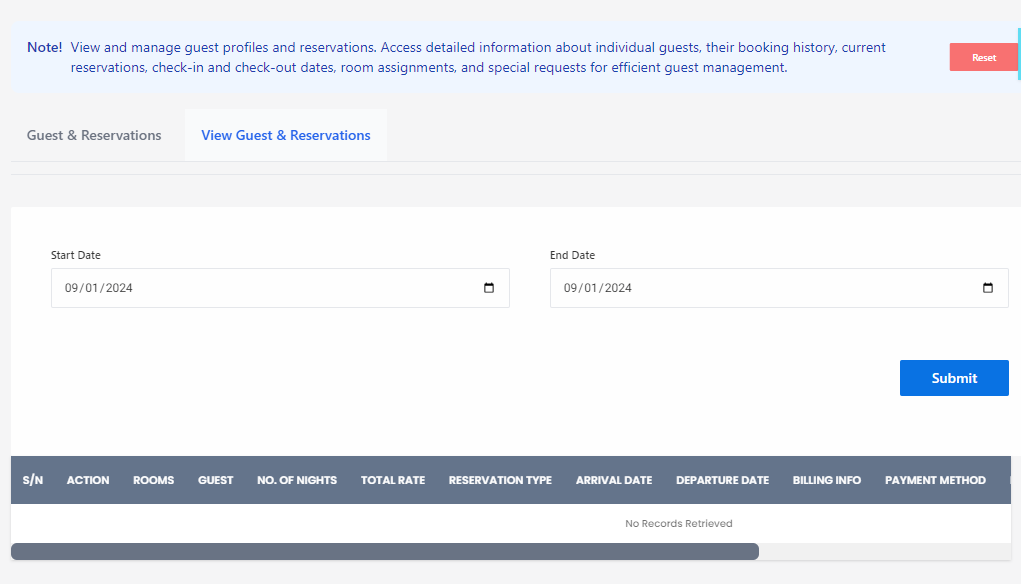 Note! View and manage guest profiles and reservations. Access detailed information about individual guests, their booking history, current
reservations, check-in and check-out dates, room assignments, and special requests for efficient guest management.
Reset
Guest & Reservations View Guest & Reservations
Start Date End Date
09/01/2024 09/01/2024
Submit
S/N ACTION ROOMS GUEST NO. OF NIGHTS TOTAL RATE RESERVATION TYPE ARRIVAL DATE DEPARTURE DATE BILLING INFO PAYMENT METHOD
No Records Retrieved